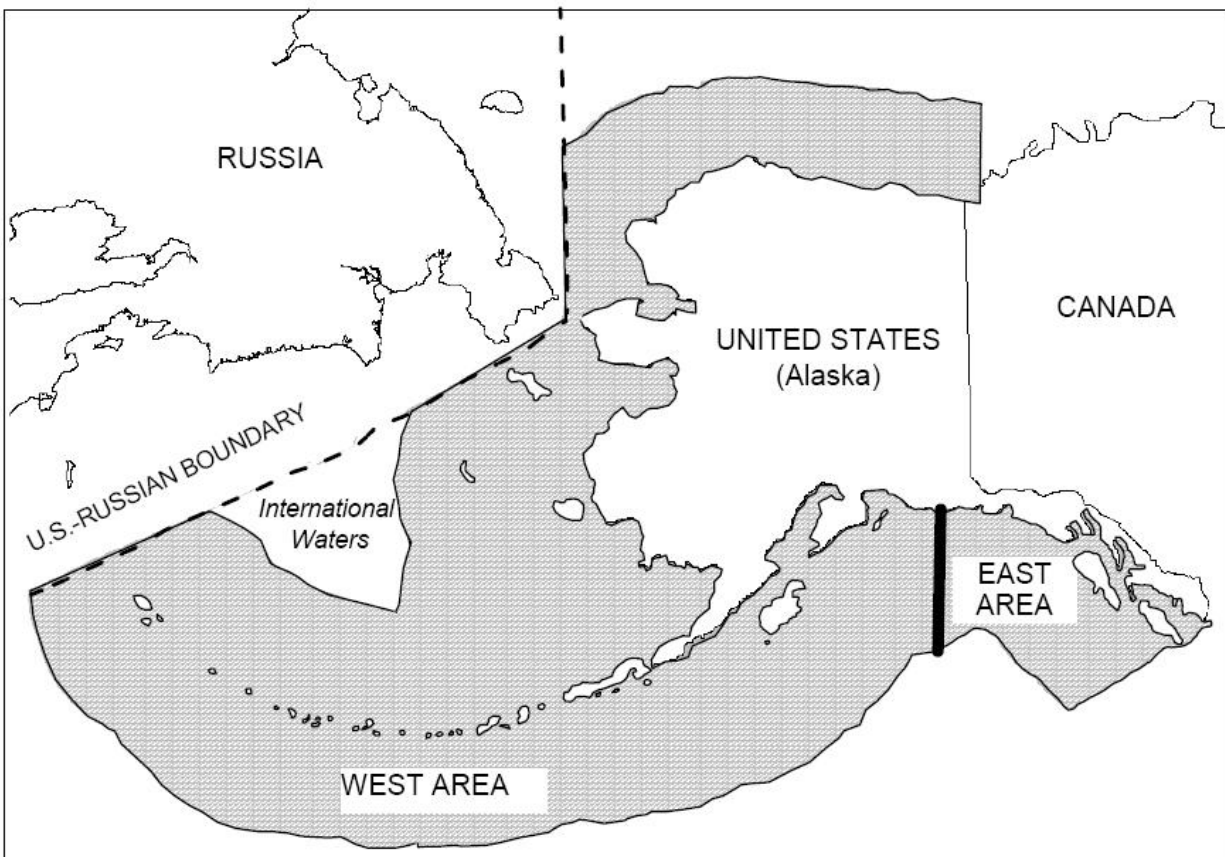 RUSSIA
CANADA
UNITED STATES
(Alaska)
U.S.-RUSSIAN BOUNDARY
International
Waters
EAST
AREA
WEST AREA